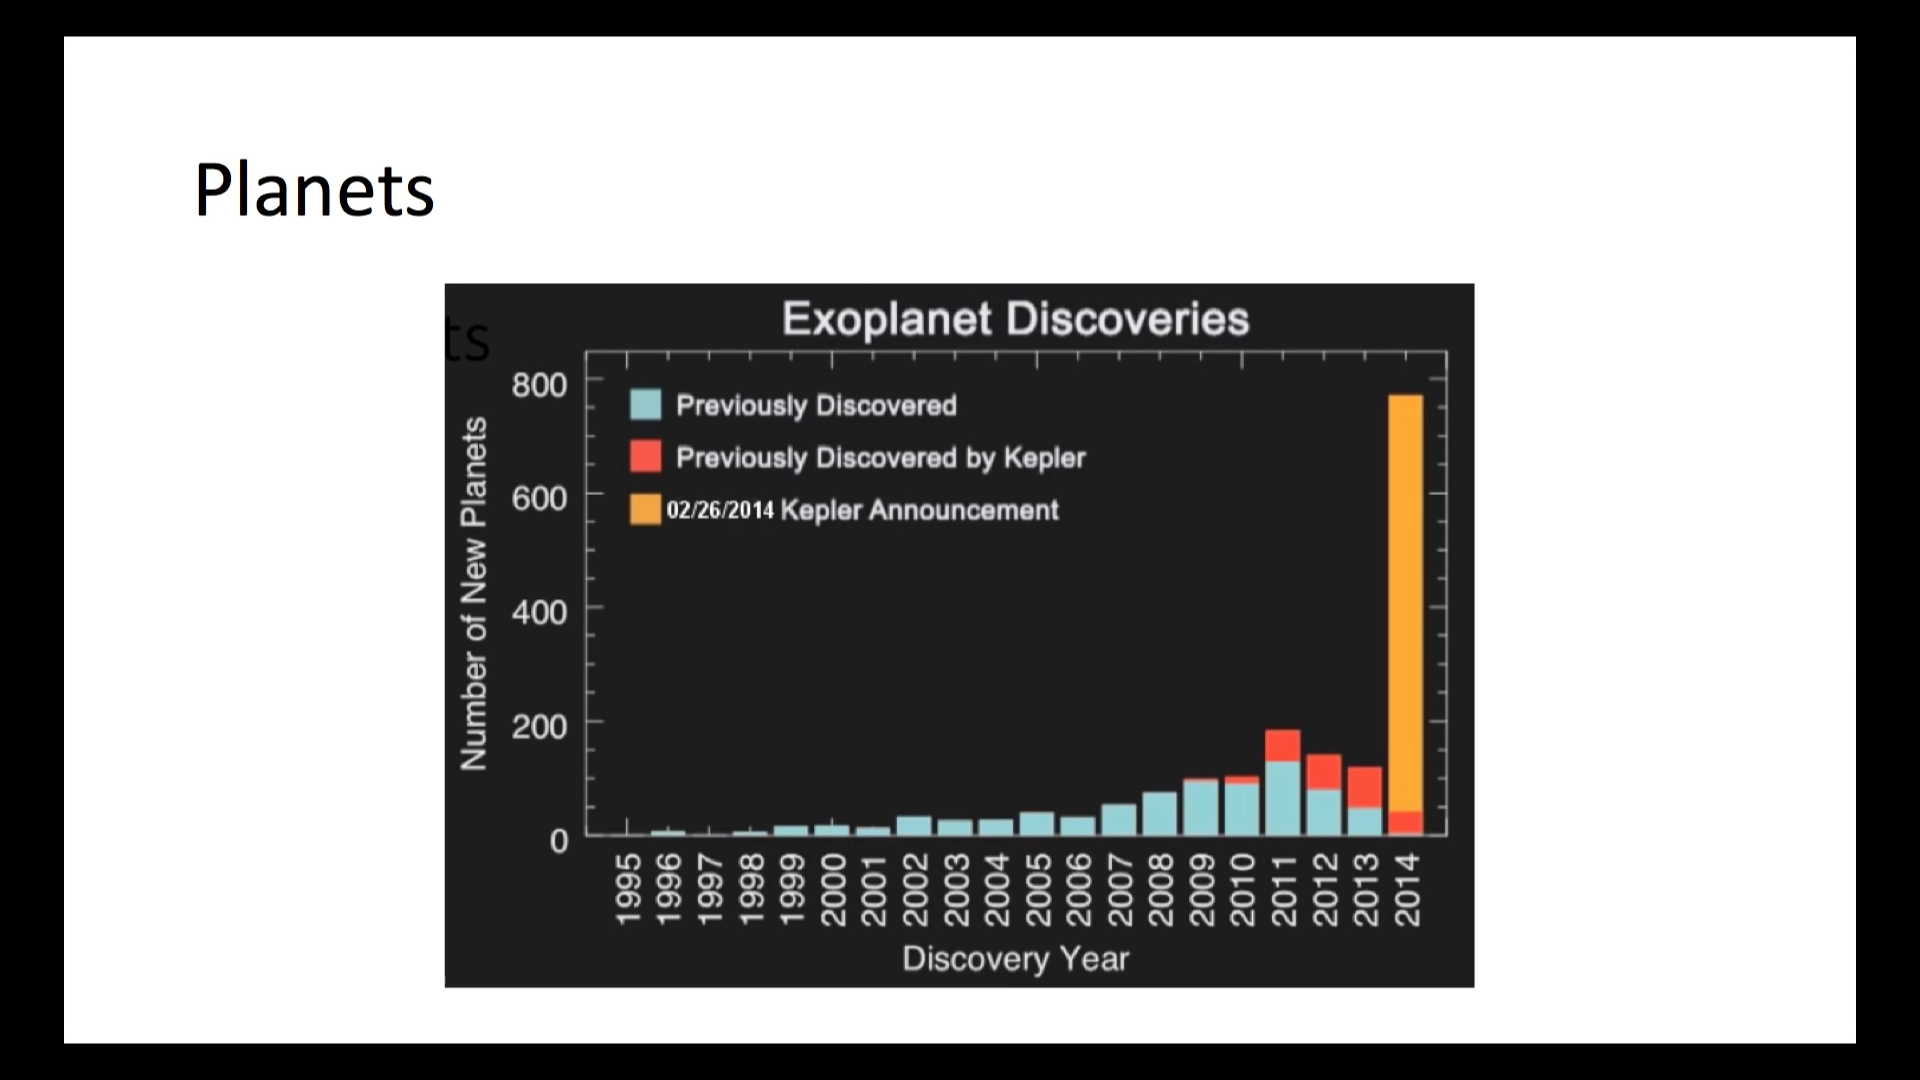 Planets
ts
Exoplanet Discoveries
Number of New Planets
800
600
400
200
0
Previously Discovered
Previously Discovered by Kepler
02/26/2014 Kepler Announcement
1995 1996 1997 1998 1999 2000 2001 2002 2003 2004 2005 2006 2007 2008 2009 2010 2011 2012 2013 2014
Discovery Year